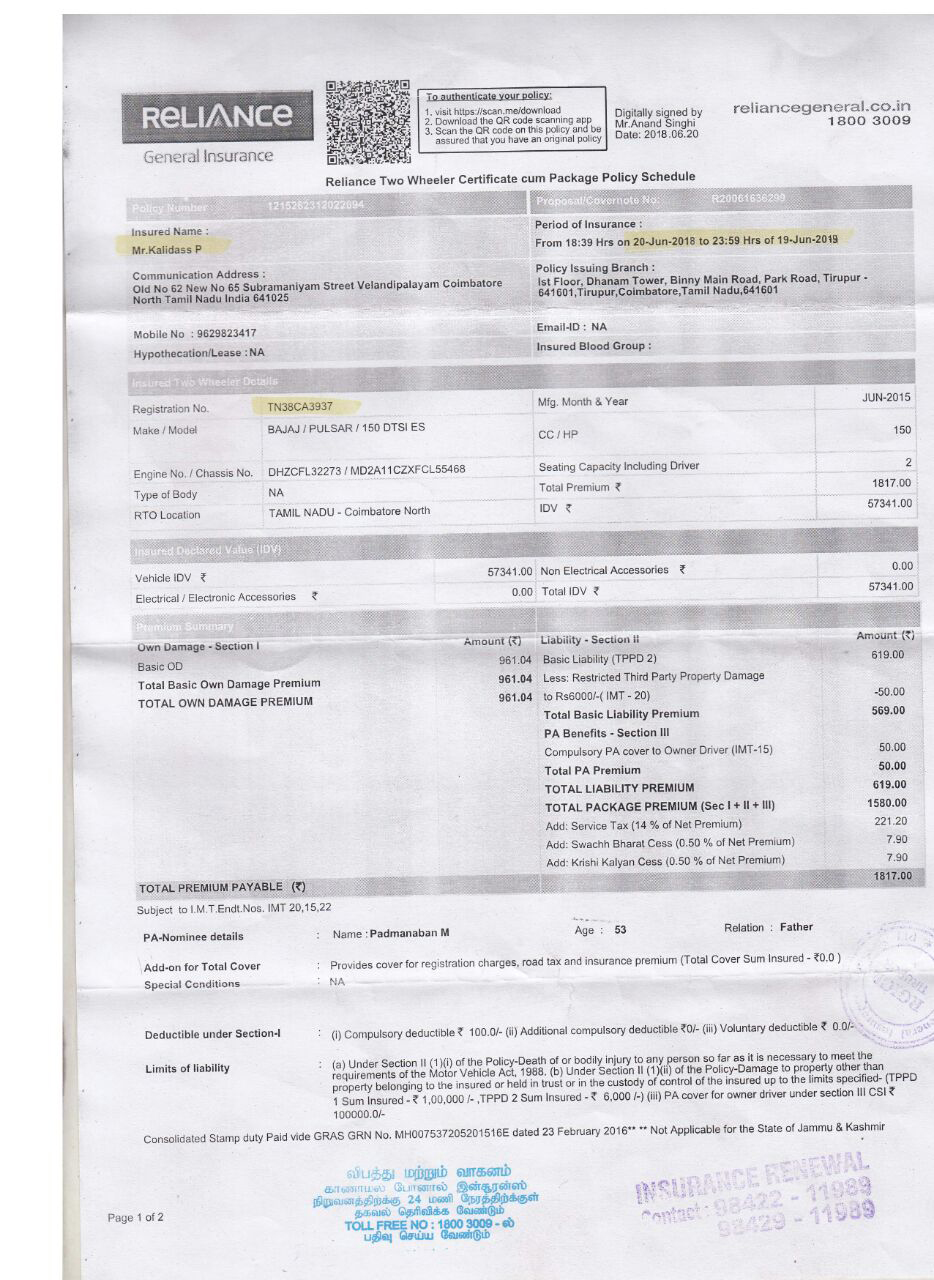 RELIANCE
General Insurance
To authenticate your policy:
1. visit https://scan.me/download
2. Download the QR code scanning app
3. Scan the QR code on this policy and be
assured that you have an original policy
Digitally signed by
Mr.Anand Singhi
Date: 2018.06.20
reliancegeneral.co.in
1800 3009
Reliance Two Wheeler Certificate cum Package Policy Schedule
Policy Number : 1215262312022694 Proposal/Covernote No: R20061636299
Insured Name :
Mr.Kalidass P
Period of Insurance :
From 18:39 Hrs on 20-Jun-2018 to 23:59 Hrs of 19-Jun-2019
Communication Address :
Old No 62 New No 65 Subramaniyam Street Velandipalayam Coimbatore
North Tamil Nadu India 641025
Policy Issuing Branch :
Ist Floor, Dhanam Tower, Binny Main Road, Park Road, Tirupur -
641601,Tirupur,Coimbatore,Tamil Nadu,641601
Mobile No : 9629823417
Email-ID : NA
Hypothecation/Lease : NA
Insured Blood Group :
Insured Two Wheeler Details
Registration No. TN38CA3937 Mfg. Month & Year JUN-2015
Make / Model BAJAJ / PULSAR / 150 DTSI ES CC / HP 150
Engine No. / Chassis No. DHZCFL32273 / MD2A11CZXFCL55468 Seating Capacity Including Driver 2
Type of Body NA Total Premium ₹ 1817.00
RTO Location TAMIL NADU - Coimbatore North IDV ₹ 57341.00
Insured Declared Value (IDV)
Vehicle IDV ₹ 57341.00 Non Electrical Accessories ₹ 0.00
Electrical / Electronic Accessories ₹ 0.00 Total IDV ₹ 57341.00
Premium Summary
Own Damage - Section I Amount (₹) Liability - Section II Amount (₹)
Basic OD 961.04 Basic Liability (TPPD 2) 619.00
Total Basic Own Damage Premium 961.04 Less: Restricted Third Party Property Damage
TOTAL OWN DAMAGE PREMIUM 961.04 to Rs6000/-( IMT - 20) -50.00
Total Basic Liability Premium 569.00
PA Benefits - Section III
Compulsory PA cover to Owner Driver (IMT-15) 50.00
Total PA Premium 50.00
TOTAL LIABILITY PREMIUM 619.00
TOTAL PACKAGE PREMIUM (Sec I + II + III) 1580.00
Add: Service Tax (14 % of Net Premium) 221.20
Add: Swachh Bharat Cess (0.50 % of Net Premium) 7.90
Add: Krishi Kalyan Cess (0.50 % of Net Premium) 7.90
TOTAL PREMIUM PAYABLE (₹) 1817.00
Subject to I.M.T.Endt.Nos. IMT 20,15,22
PA-Nominee details : Name : Padmanaban M Age : 53 Relation : Father
Add-on for Total Cover : Provides cover for registration charges, road tax and insurance premium (Total Cover Sum Insured - ₹0.0 )
Special Conditions : NA
Deductible under Section-I : (i) Compulsory deductible ₹ 100.0/- (ii) Additional compulsory deductible ₹0/- (iii) Voluntary deductible ₹ 0.0/-
Limits of liability : (a) Under Section II (1)(i) of the Policy-Death of or bodily injury to any person so far as it is necessary to meet the
requirements of the Motor Vehicle Act, 1988. (b) Under Section II (1)(ii) of the Policy-Damage to property other than
property belonging to the insured or held in trust or in the custody of control of the insured up to the limits specified- (TPPD
1 Sum Insured - ₹ 1,00,000 /- ,TPPD 2 Sum Insured - ₹ 6,000 /-) (iii) PA cover for owner driver under section III CSI ₹
100000.0/-
Consolidated Stamp duty Paid vide GRAS GRN No. MH007537205201516E dated 23 February 2016** ** Not Applicable for the State of Jammu & Kashmir
விபத்து மற்றும் வாகனம்
காணாமல் போனால் இன்சூரன்ஸ்
நிறுவனத்திற்க்கு 24 மணி நேரத்திற்க்குள்
தகவல் தெரிவிக்க வேண்டும்
TOLL FREE NO : 1800 3009 - ல்
பதிவு செய்ய வேண்டும்
INSURANCE RENEWAL
Contact : 98422 - 11989
98429 - 11989
Page 1 of 2